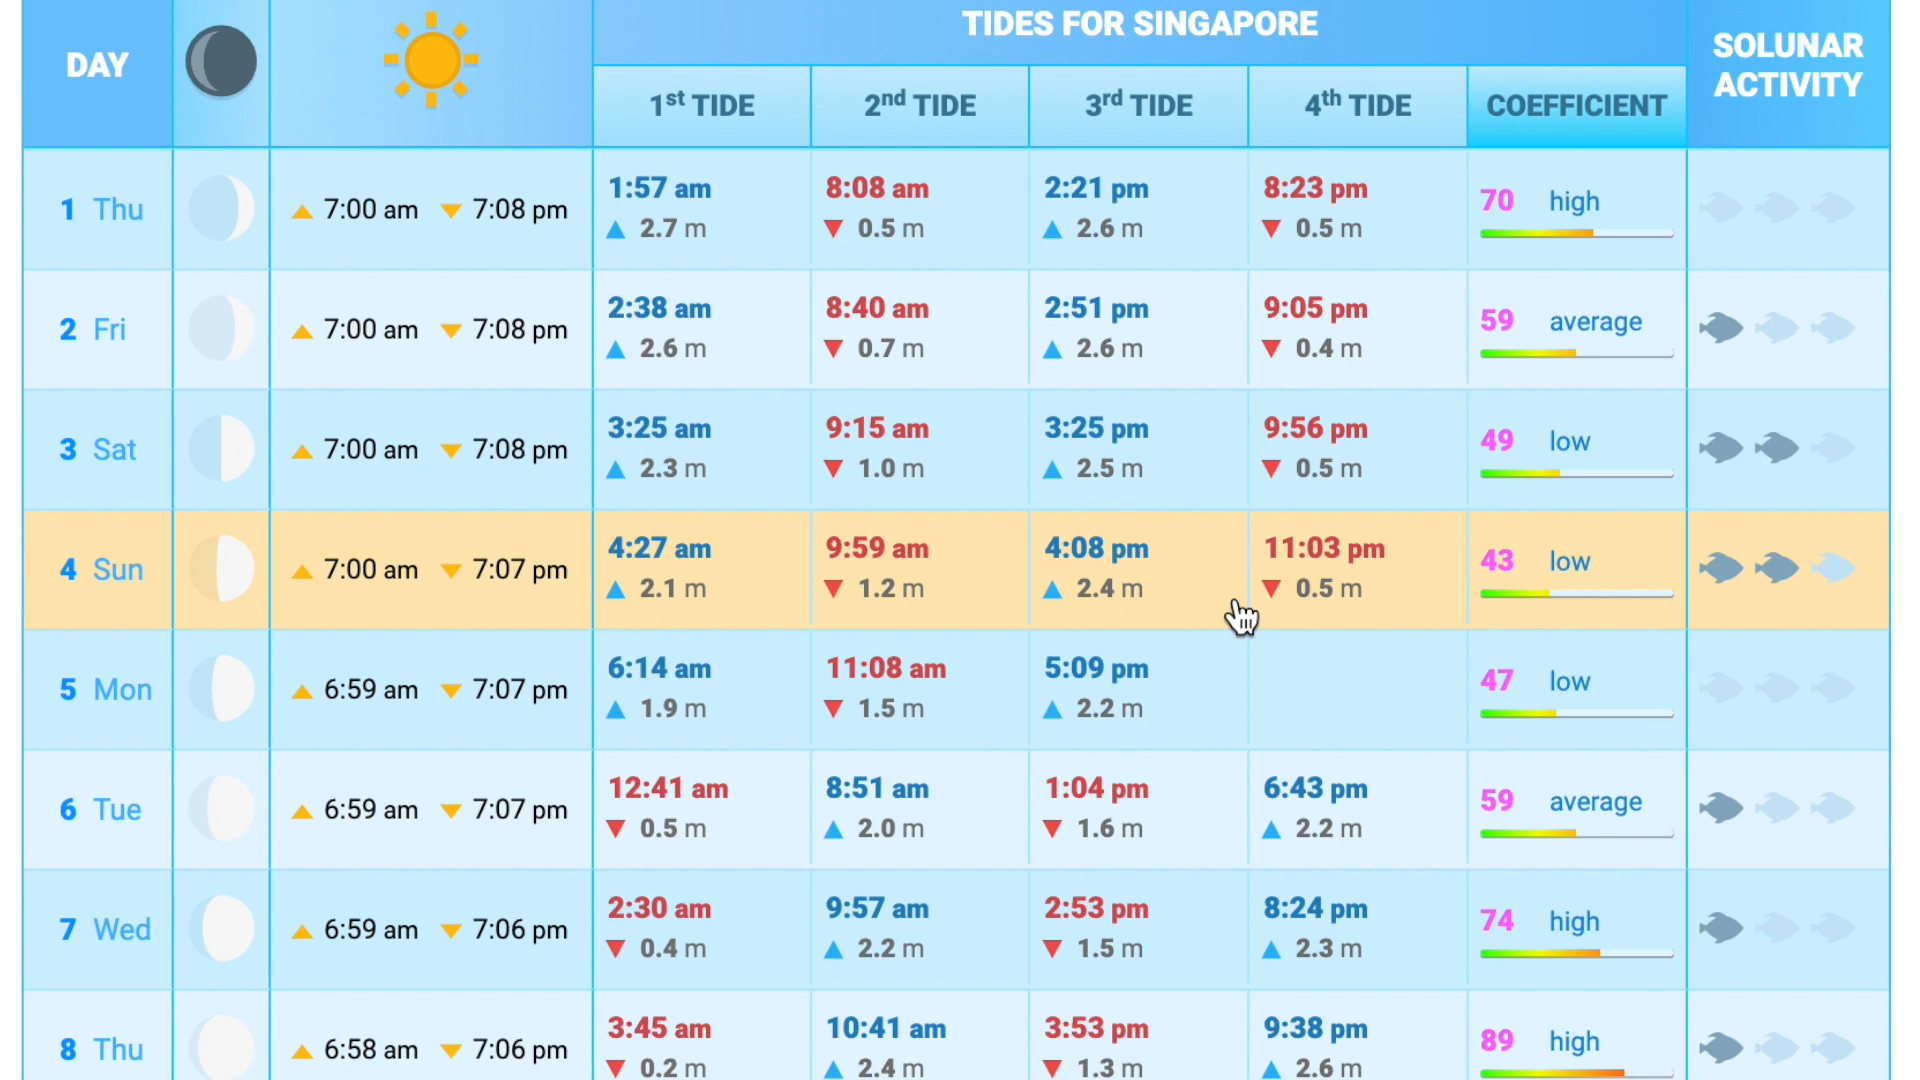 TIDES FOR SINGAPORE
DAY
SOLUNAR
ACTIVITY
1st TIDE 2nd TIDE 3rd TIDE 4th TIDE COEFFICIENT
1:57 am 8:08 am 2:21 pm 8:23 pm
1 Thu 7:00 am 7:08 pm 70 high
2.7 m 0.5 m 2.6 m 0.5 m
2:38 am 8:40 am 2:51 pm 9:05 pm
2 Fri 7:00 am 7:08 pm 59 average
2.6 m 0.7 m 2.6 m 0.4 m
3:25 am 9:15 am 3:25 pm 9:56 pm
3 Sat 7:00 am 7:08 pm 49 low
2.3 m 1.0 m 2.5 m 0.5 m
4:27 am 9:59 am 4:08 pm 11:03 pm
4 Sun 7:00 am 7:07 pm 43 low
2.1 m 1.2 m 2.4 m 0.5 m
6:14 am 11:08 am 5:09 pm
5 Mon 6:59 am 7:07 pm 47 low
1.9 m 1.5 m 2.2 m
12:41 am 8:51 am 1:04 pm 6:43 pm
6 Tue 6:59 am 7:07 pm 59 average
0.5 m 2.0 m 1.6 m 2.2 m
2:30 am 9:57 am 2:53 pm 8:24 pm
7 Wed 6:59 am 7:06 pm 74 high
0.4 m 2.2 m 1.5 m 2.3 m
3:45 am 10:41 am 3:53 pm 9:38 pm
8 Thu 6:58 am 7:06 pm 89 high
0.2 m 2.4 m 1.3 m 2.6 m